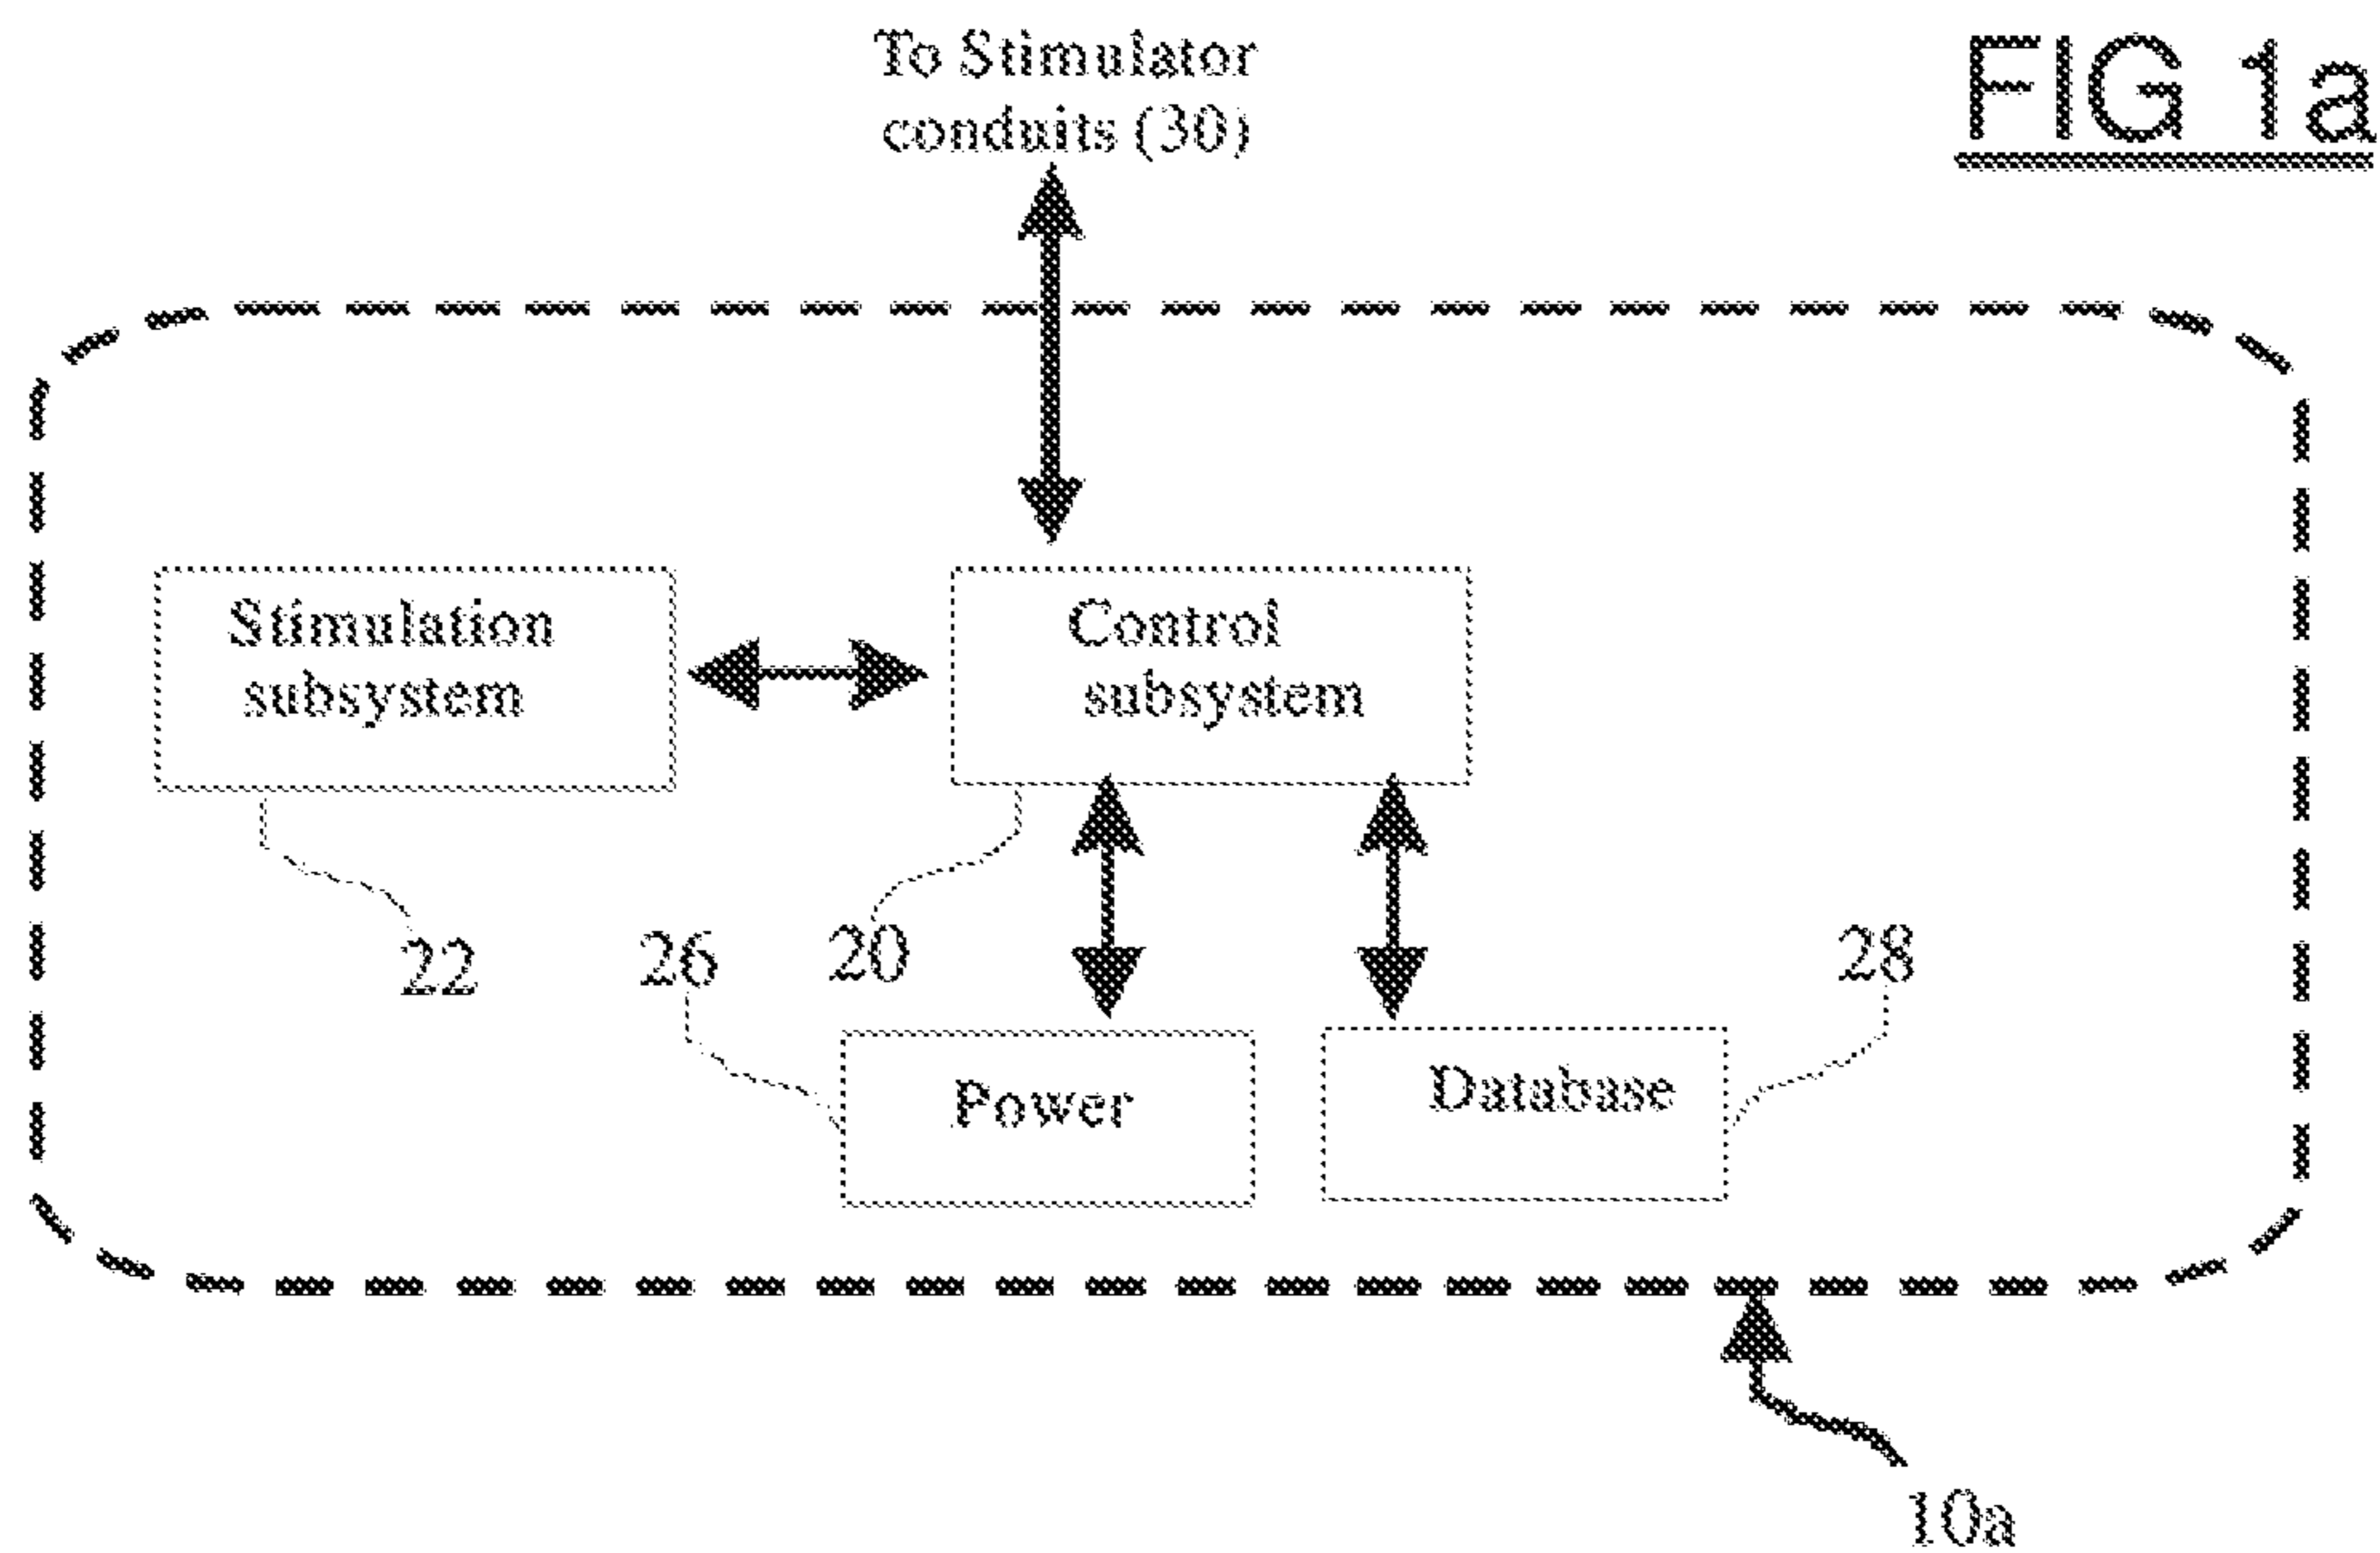 FIG 1a
To Stimulator
conduits (30)
Stimulation
subsystem
Control
subsystem
22
26
20
28
Power
Database
10a